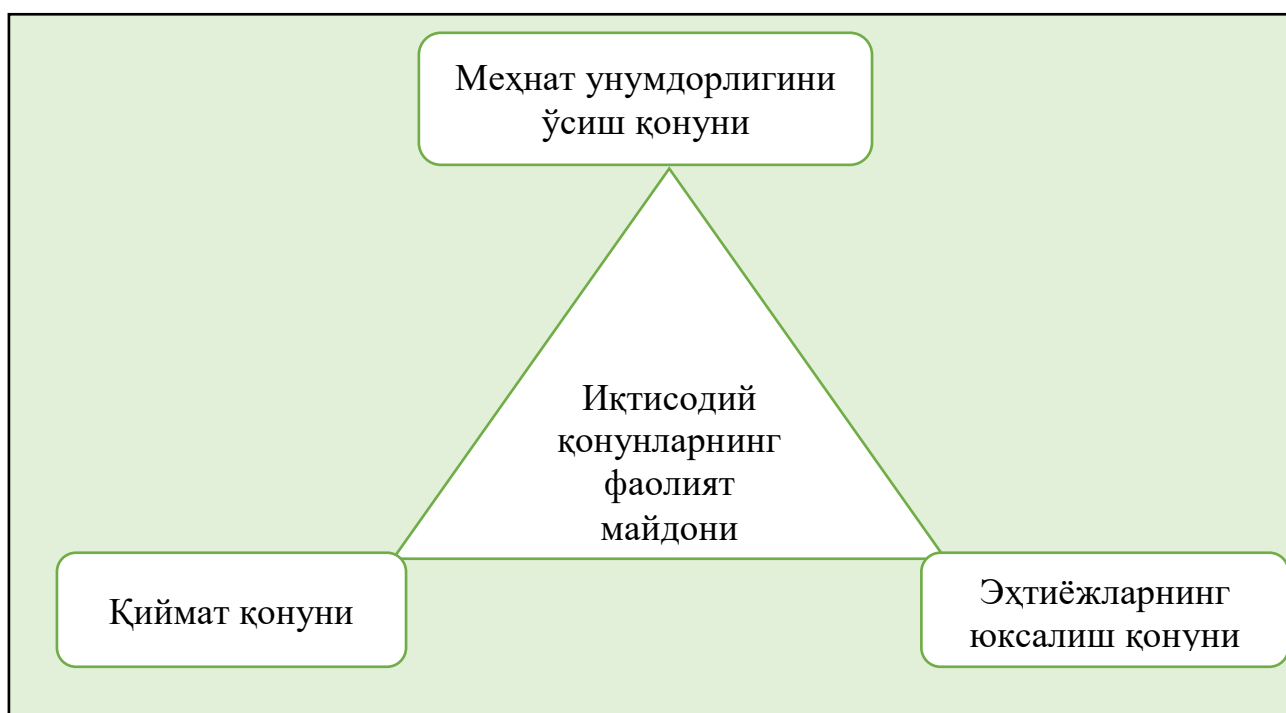 Меҳнат унумдорлигини
ўсиш қонуни
Иқтисодий
қонунларнинг
фаолият
майдони
Қиймат қонуни
Эҳтиёжларнинг
юксалиш қонуни